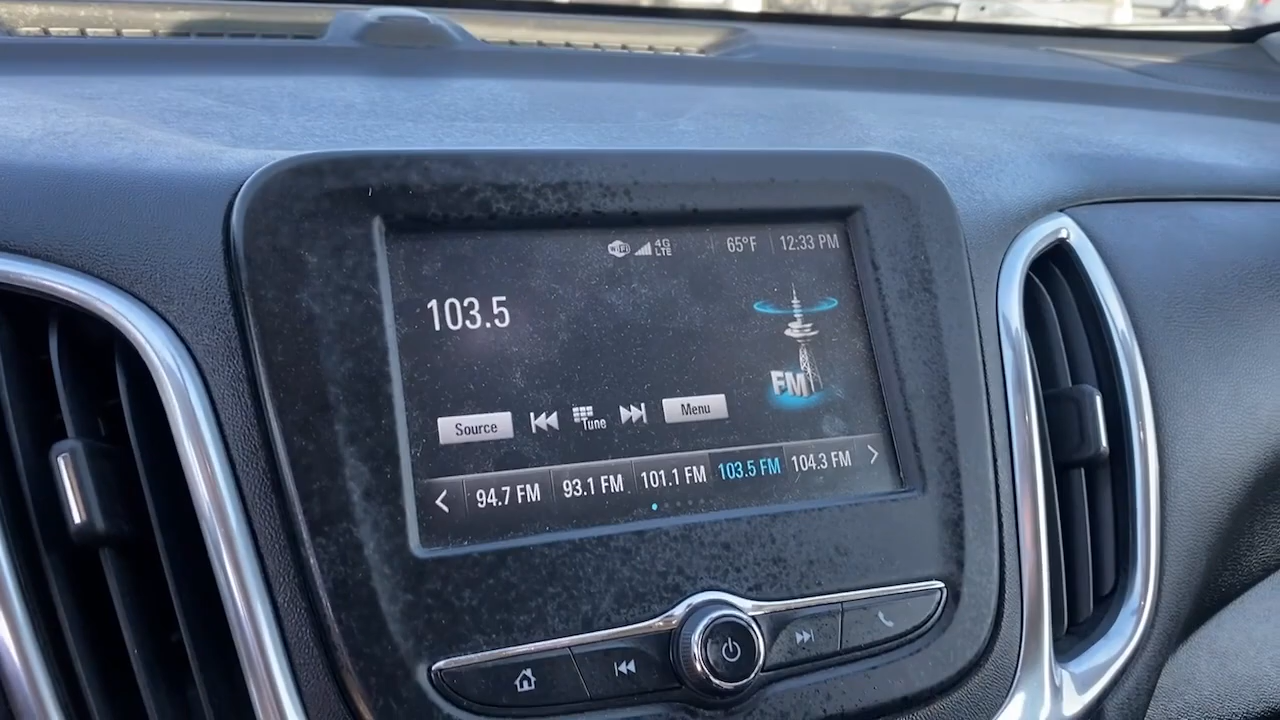 WiFi 4G LTE 65°F 12:33 PM
103.5
FM
Source Tune Menu
94.7 FM 93.1 FM 101.1 FM 103.5 FM 104.3 FM